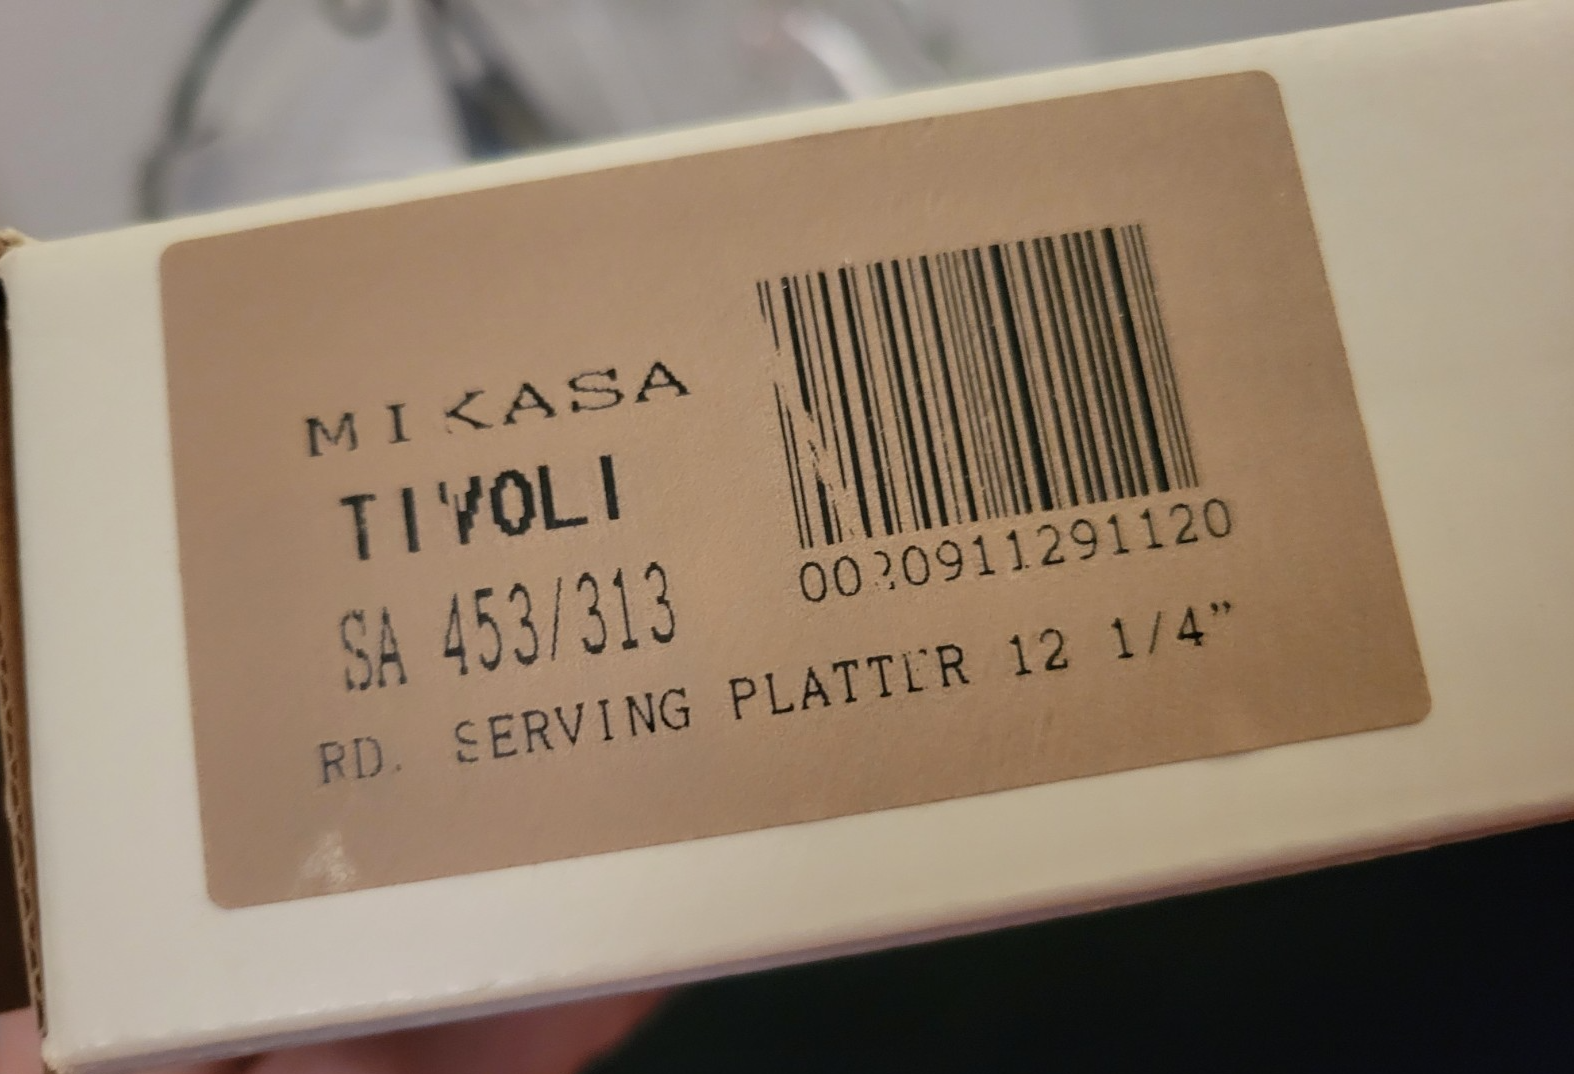 MIKASA
TIVOLI
SA 453/313
0020911291120
RD. SERVING PLATTER 12 1/4”